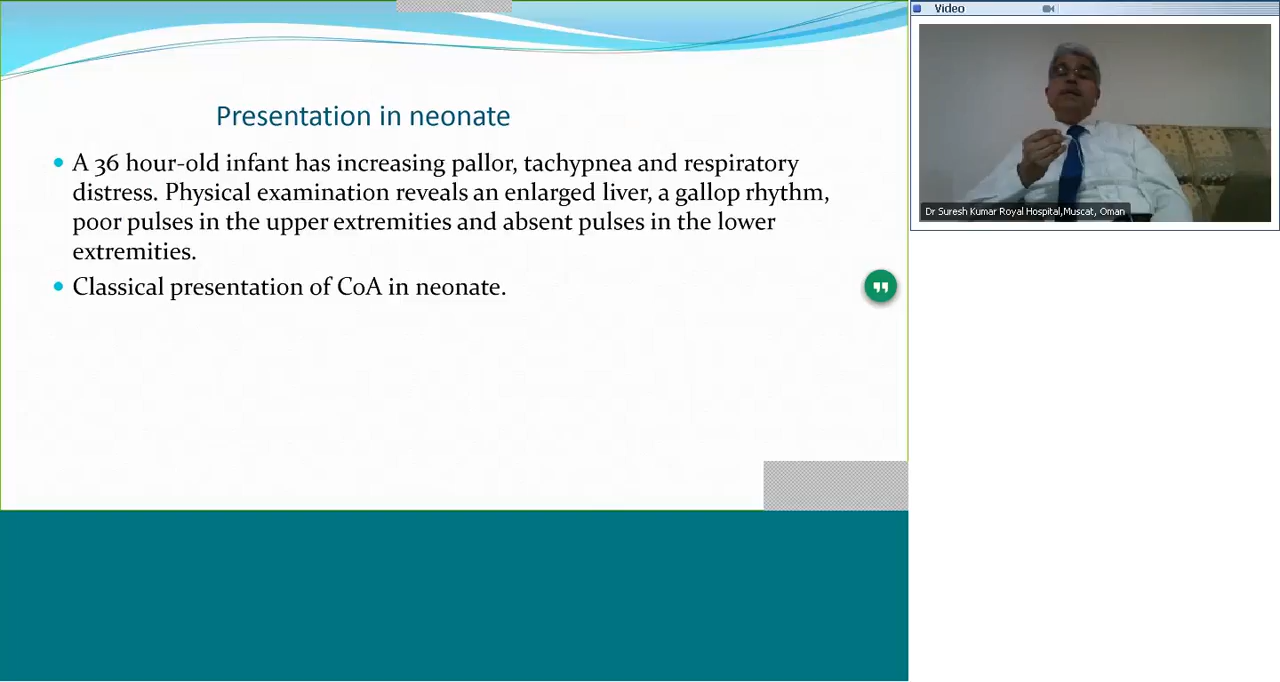 Presentation in neonate
A 36 hour-old infant has increasing pallor, tachypnea and respiratory
distress. Physical examination reveals an enlarged liver, a gallop rhythm,
poor pulses in the upper extremities and absent pulses in the lower
extremities.
Classical presentation of CoA in neonate.
Video
Dr Suresh Kumar Royal Hospital,Muscat, Oman